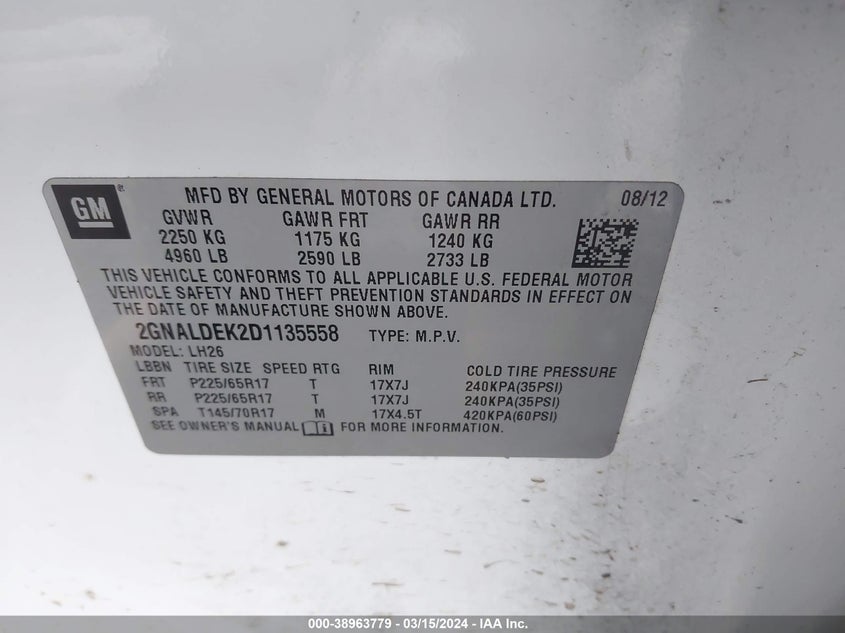 GM
MFD BY GENERAL MOTORS OF CANADA LTD. 08/12
GVWR GAWR FRT GAWR RR
2250 KG 1175 KG 1240 KG
4960 LB 2590 LB 2733 LB
THIS VEHICLE CONFORMS TO ALL APPLICABLE U.S. FEDERAL MOTOR
VEHICLE SAFETY AND THEFT PREVENTION STANDARDS IN EFFECT ON
THE DATE OF MANUFACTURE SHOWN ABOVE.
2GNALDEK2D1135558 TYPE: M.P.V.
MODEL: LH26
LBBN TIRE SIZE SPEED RTG RIM COLD TIRE PRESSURE
FRT P225/65R17 T 17X7J 240KPA(35PSI)
RR P225/65R17 T 17X7J 240KPA(35PSI)
SPA T145/70R17 M 17X4.5T 420KPA(60PSI)
SEE OWNER'S MANUAL FOR MORE INFORMATION.
000-38963779 - 03/15/2024 - IAA Inc.